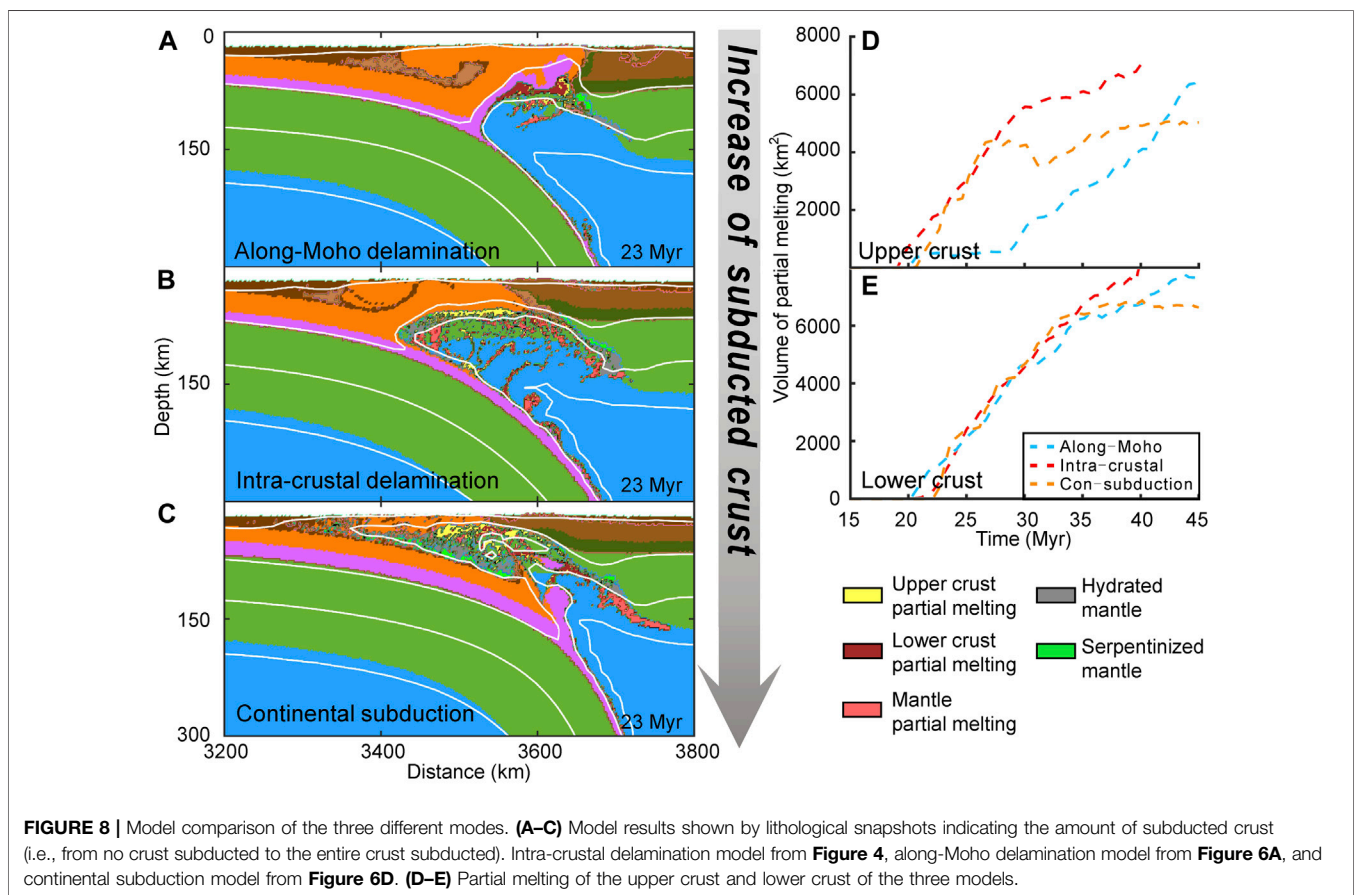 A
0
150
Along-Moho delamination
23 Myr
B
150
Depth (km)
Intra-crustal delamination
23 Myr
C
150
300
Continental subduction
23 Myr
3200
3400
3600
3800
Distance (km)
Increase of subducted crust
D
8000
6000
4000
2000
Upper crust
Volume of partial melting (km²)
E
6000
4000
2000
0
Lower crust
Along-Moho
Intra-crustal
Con-subduction
15
20
25
30
35
40
45
Time (Myr)
Upper crust partial melting
Lower crust partial melting
Mantle partial melting
Hydrated mantle
Serpentinized mantle
FIGURE 8 | Model comparison of the three different modes. (A–C) Model results shown by lithological snapshots indicating the amount of subducted crust
(i.e., from no crust subducted to the entire crust subducted). Intra-crustal delamination model from Figure 4, along-Moho delamination model from Figure 6A, and
continental subduction model from Figure 6D. (D–E) Partial melting of the upper crust and lower crust of the three models.